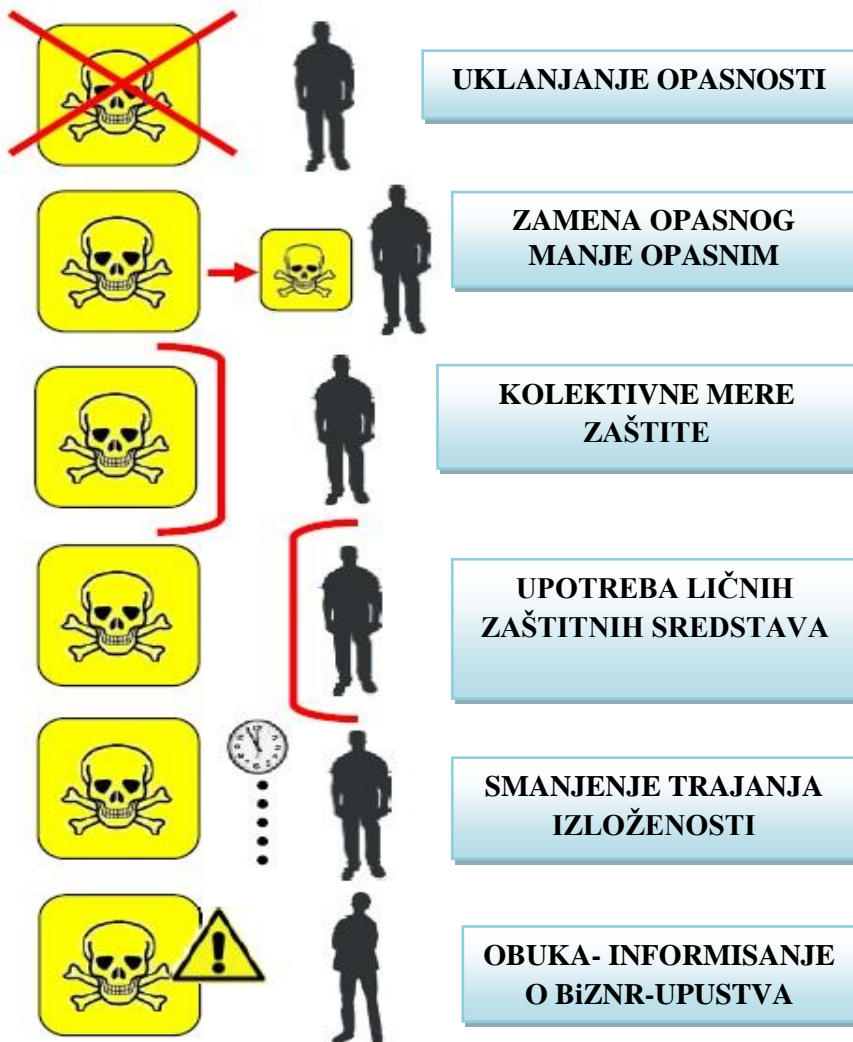 UKLANJANJE OPASNOSTI
ZAMENA OPASNOG
MANJE OPASNIM
KOLEKTIVNE MERE
ZAŠTITE
UPOTREBA LIČNIH
ZAŠTITNIH SREDSTAVA
SMANJENJE TRAJANJA
IZLOŽENOSTI
OBUKA- INFORMISANJE
O BiZNR-UPUSTVA